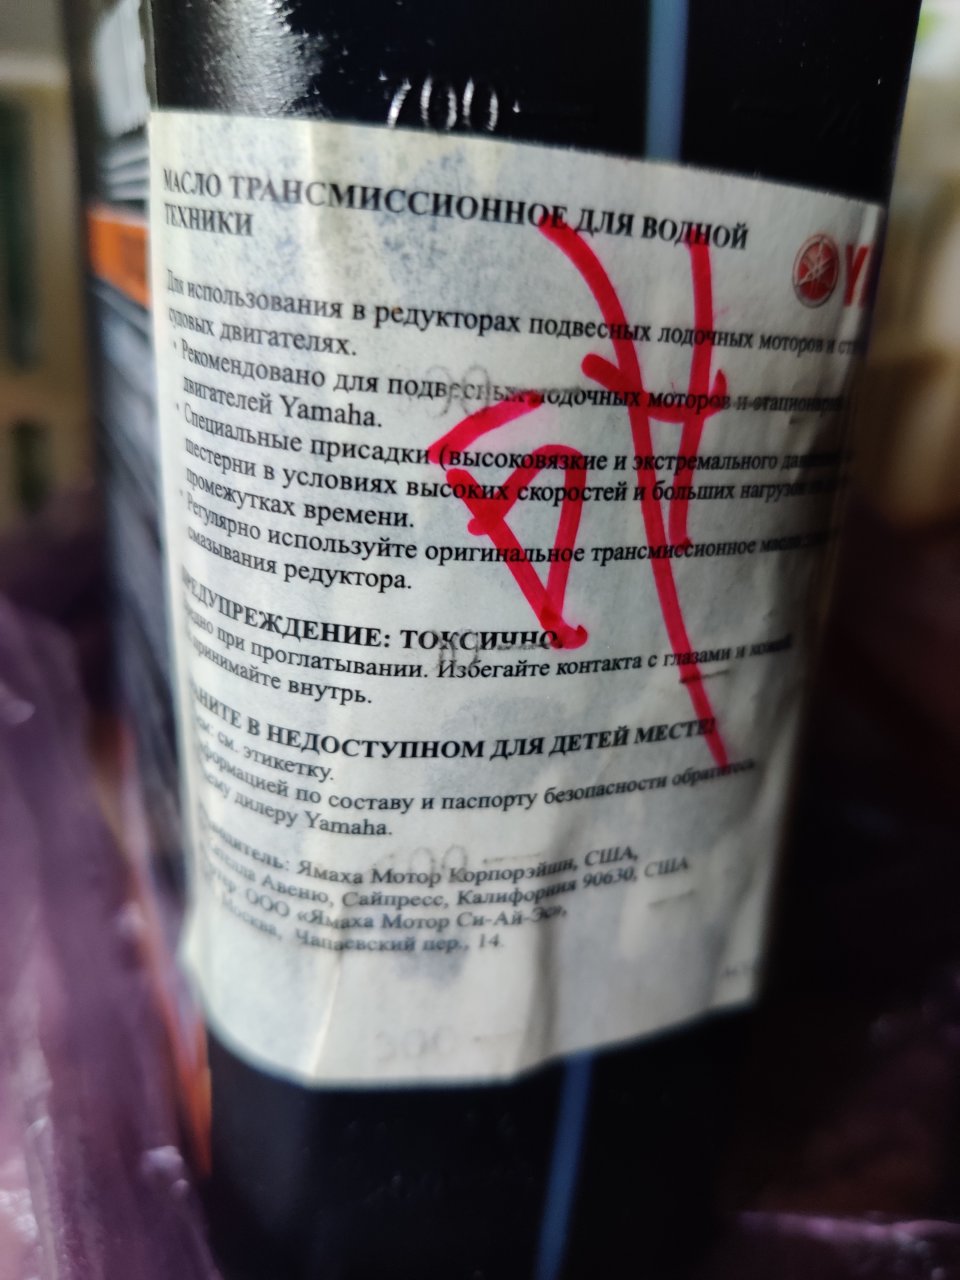 700
МАСЛО ТРАНСМИССИОННОЕ ДЛЯ ВОДНОЙ
ТЕХНИКИ
Для использования в редукторах подвесных лодочных моторов и
судовых двигателях.
Рекомендовано для подвесных лодочных моторов и
двигателей Yamaha.
Специальные присадки (высоковязкие и экстремального
шестерни в условиях высоких скоростей и больших
промежутках времени.
Регулярно используйте оригинальное трансмиссионное масло
смазывания редуктора.
ПРЕДУПРЕЖДЕНИЕ: ТОКСИЧНО.
при проглатывании. Избегайте контакта с глазами и кожей
принимайте внутрь.
В НЕДОСТУПНОМ ДЛЯ ДЕТЕЙ МЕСТЕ!
см. этикетку.
по составу и паспорту безопасности обратитесь
дилеру Yamaha.
Ямаха Мотор Корпорэйшн, США,
Авеню, Сайпресс, Калифорния 90630, США
ООО «Ямаха Мотор Си-Ай-Эс»,
Москва, Чапаевский пер., 14.